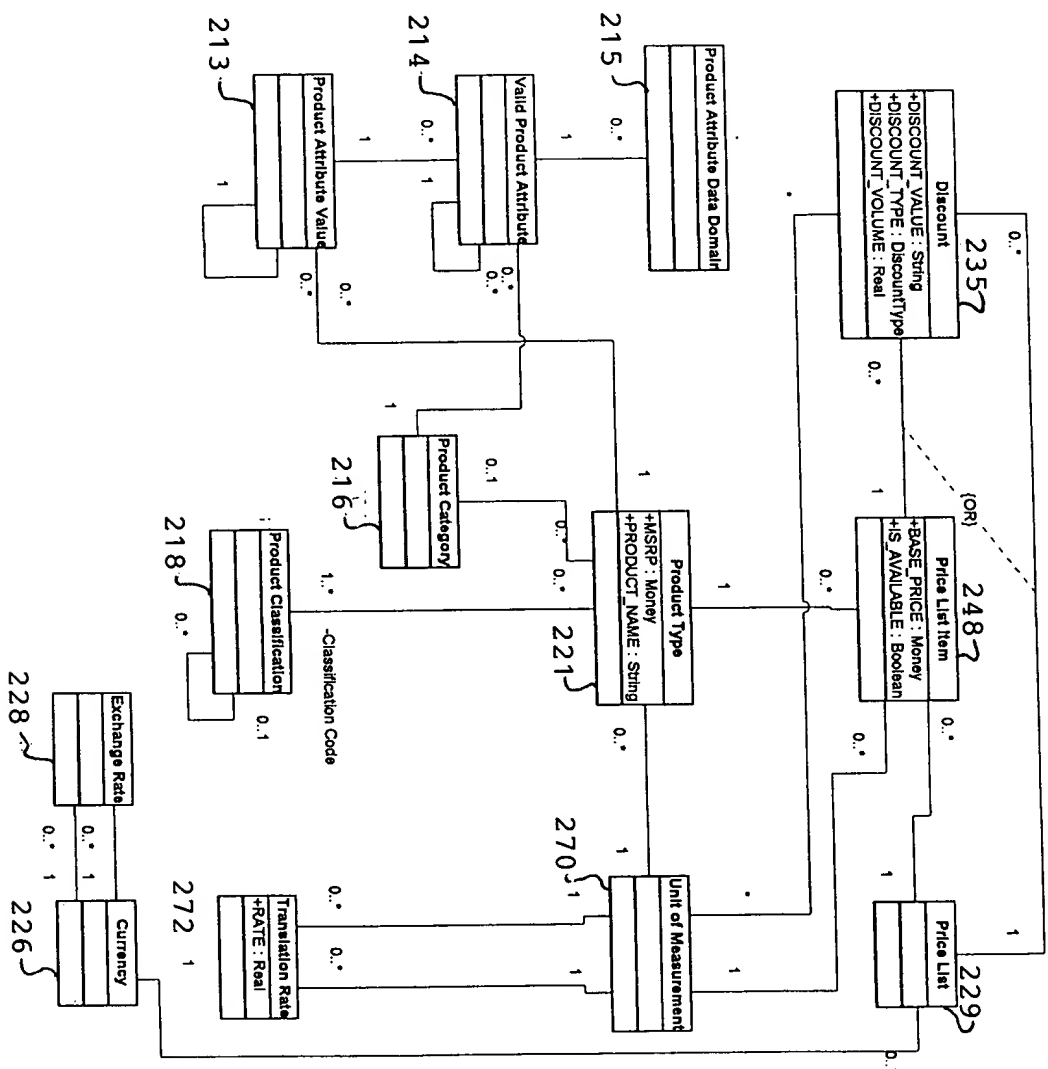 Discount
+DISCOUNT_VALUE : String
+DISCOUNT_TYPE : DiscountType
+DISCOUNT_VOLUME : Real
235
0..*
0..*
(OR)
1
Price List Item
+BASE_PRICE : Money
+IS_AVAILABLE : Boolean
248
0..*
0..*
0..*
1
1
Price List
229
0..
Product Attribute Data Domain
215
0..*
1
Valid Product Attribute
214
0..*
1
0..*
0..*
1
Product Attribute Value
213
1
0..*
0..*
Product Type
+MSRP : Money
+PRODUCT_NAME : String
221
1
1
0..*
0..*
0..*
Product Category
216
1
0..1
Product Classification
218
1..*
-Classification Code
0..*
0..1
Unit of Measurement
270
1
*
1
1
1
Translation Rate
+RATE : Real
272
0..*
0..*
1
Exchange Rate
228
0..*
0..*
1
1
Currency
226